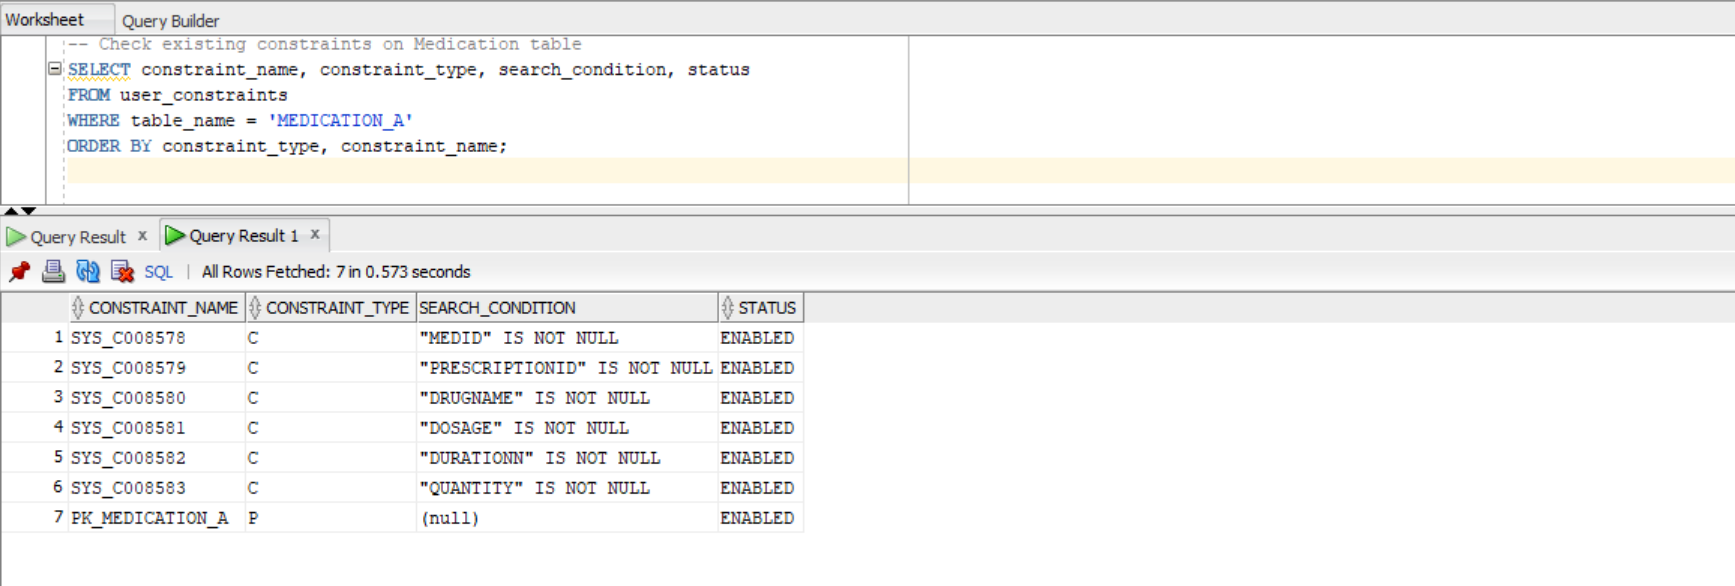 Worksheet Query Builder
-- Check existing constraints on Medication table
SELECT constraint_name, constraint_type, search_condition, status
FROM user_constraints
WHERE table_name = 'MEDICATION_A'
ORDER BY constraint_type, constraint_name;
Query Result x Query Result 1 x
SQL | All Rows Fetched: 7 in 0.573 seconds
CONSTRAINT_NAME CONSTRAINT_TYPE SEARCH_CONDITION STATUS
1 SYS_C008578 C "MEDID" IS NOT NULL ENABLED
2 SYS_C008579 C "PRESCRIPTIONID" IS NOT NULL ENABLED
3 SYS_C008580 C "DRUGNAME" IS NOT NULL ENABLED
4 SYS_C008581 C "DOSAGE" IS NOT NULL ENABLED
5 SYS_C008582 C "DURATIONN" IS NOT NULL ENABLED
6 SYS_C008583 C "QUANTITY" IS NOT NULL ENABLED
7 PK_MEDICATION_A P (null) ENABLED